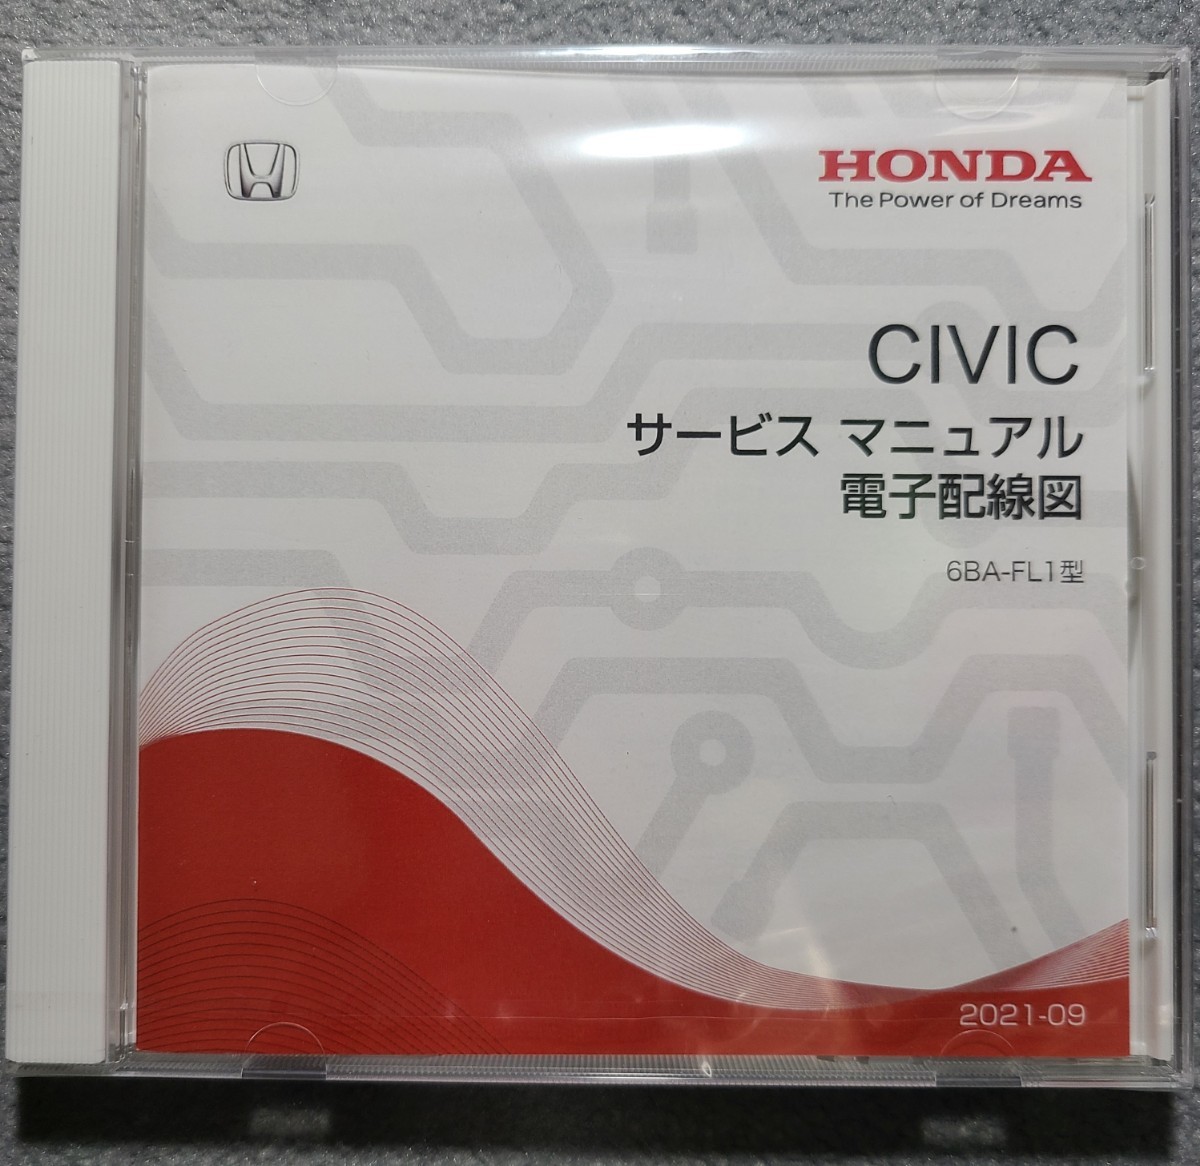 HONDA
The Power of Dreams
CIVIC
サービス マニュアル
電子配線図
6BA-FL1型
2021-09